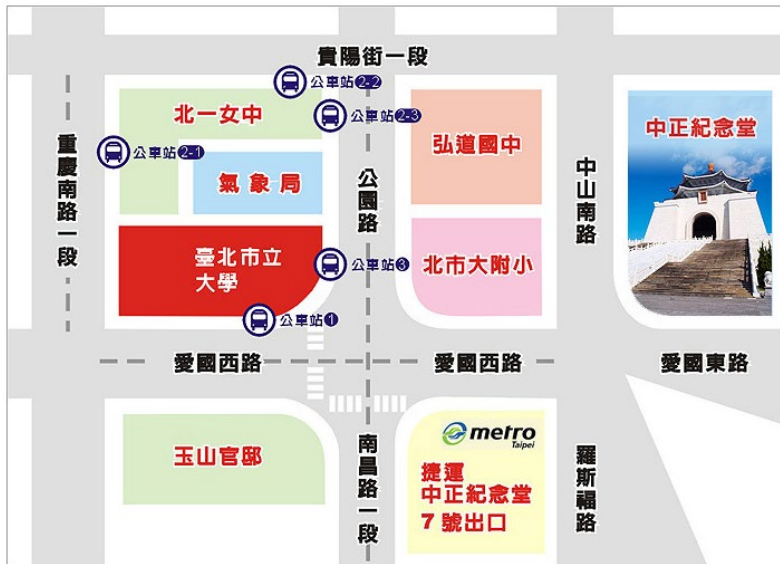 貴陽街一段
公車站2-2
公車站2-3
北一女中
公車站2-1
氣象局
弘道國中
中正紀念堂
重慶南路一段
公園路
中山南路
臺北市立
大學
公車站3
北市大附小
公車站1
愛國西路
愛國西路
愛國東路
玉山官邸
南昌路一段
metro
Taipei
捷運
中正紀念堂
7號出口
羅斯福路